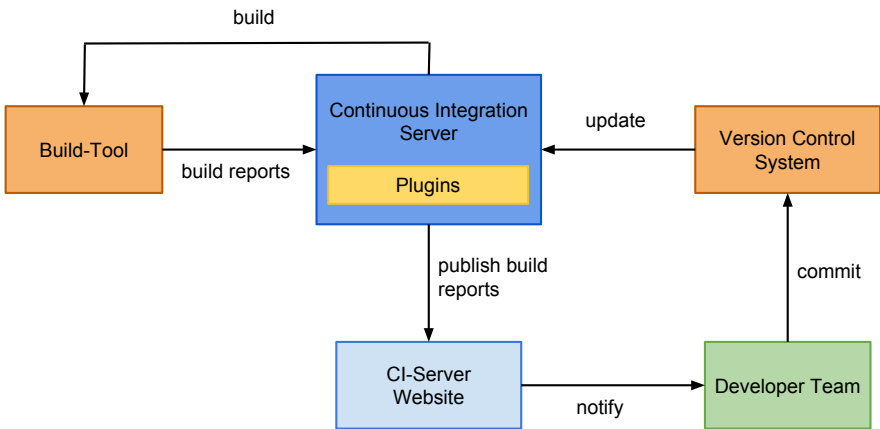 build
Continuous Integration
Server
Plugins
Build-Tool
build reports
update
Version Control
System
publish build
reports
commit
CI-Server
Website
notify
Developer Team